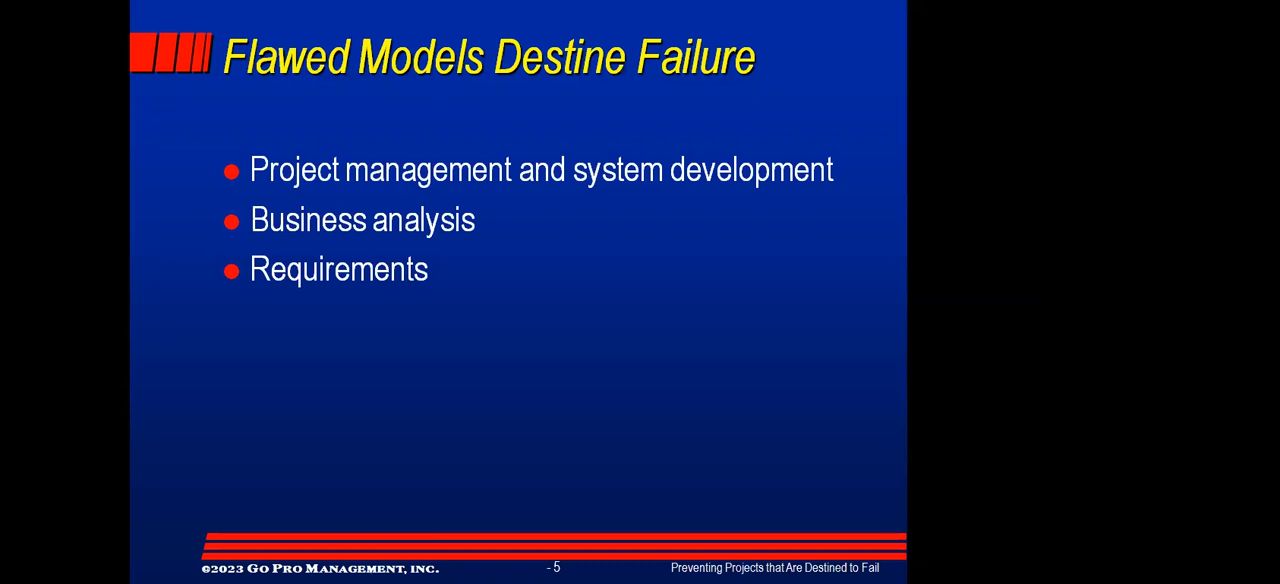 Flawed Models Destine Failure
Project management and system development
Business analysis
Requirements
©2023 Go Pro Management, Inc. - 5 Preventing Projects that Are Destined to Fail